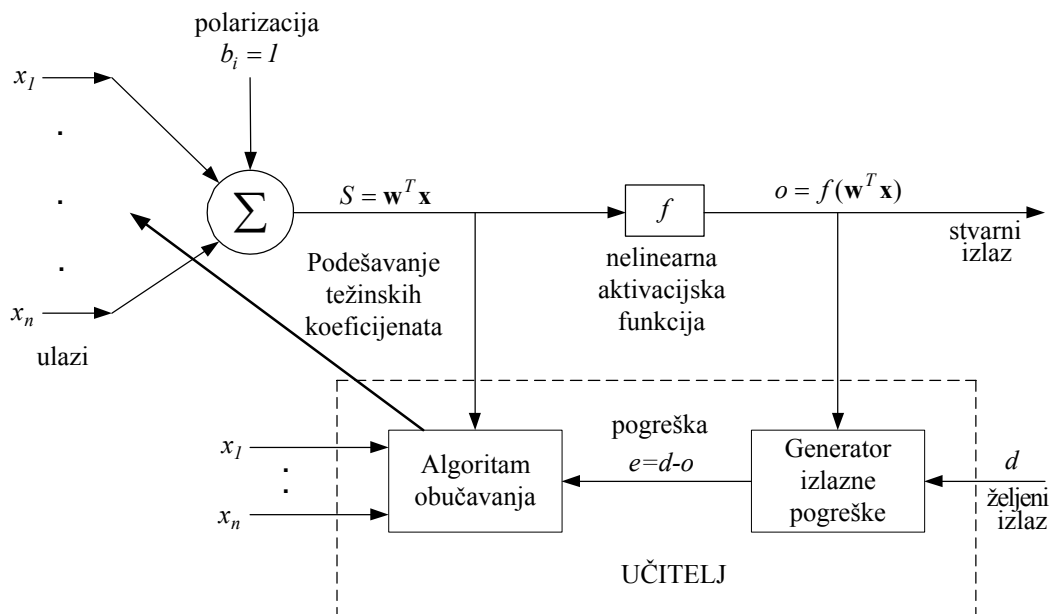 polarizacija
b_i = 1
x_1
.
.
.
x_n
ulazi
Σ
S = w^T x
f
nelinearna
aktivacijska
funkcija
o = f(w^T x)
stvarni
izlaz
Podešavanje
težinskih
koeficijenata
x_1
.
.
x_n
Algoritam
obučavanja
pogreška
e=d-o
Generator
izlazne
pogreške
d
željeni
izlaz
UČITELJ